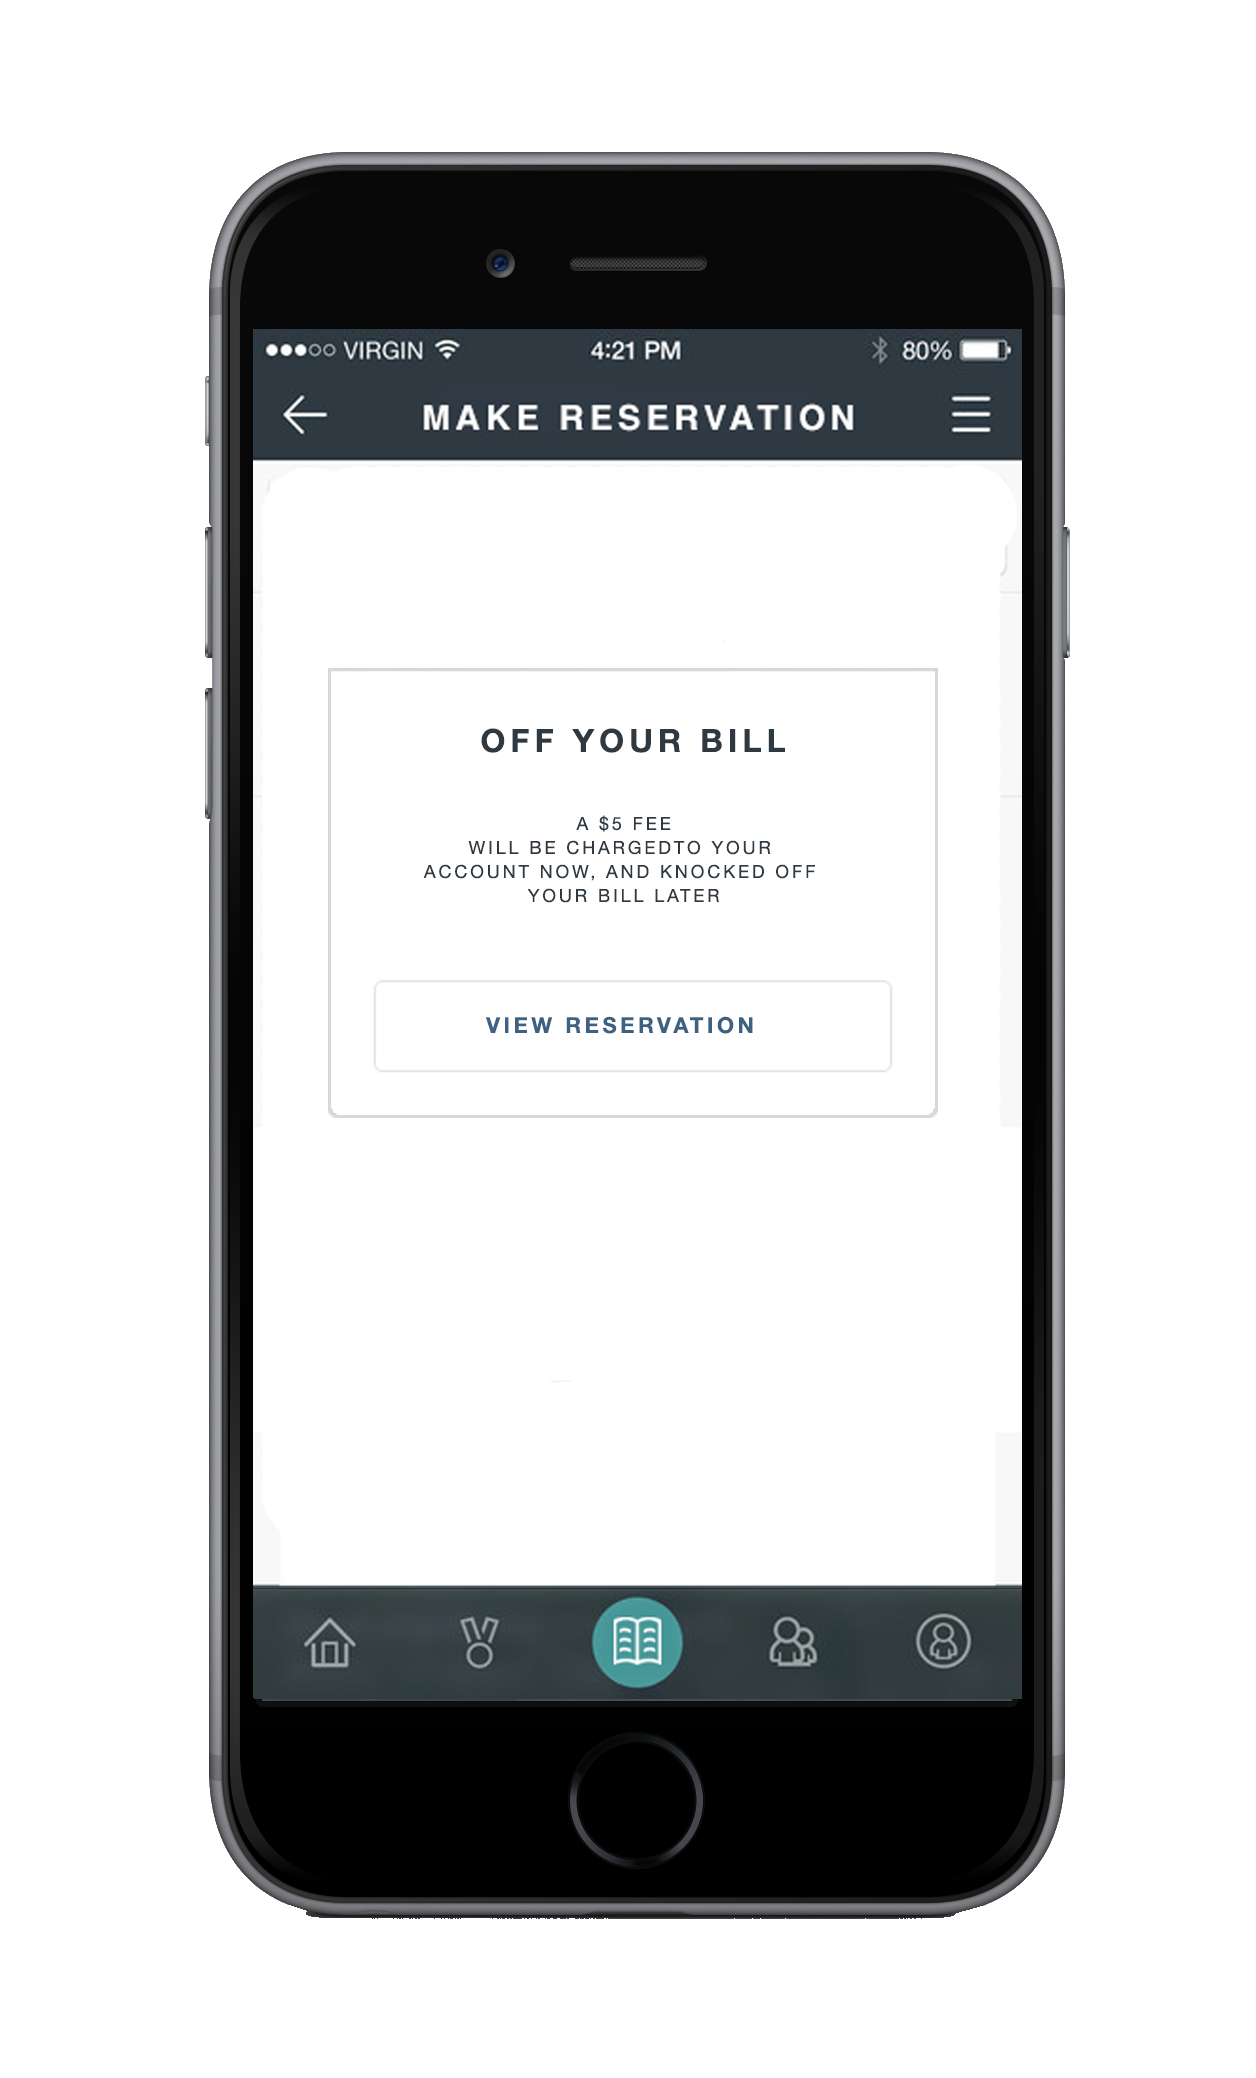 VIRGIN 4:21 PM 80%
MAKE RESERVATION
OFF YOUR BILL
A $5 FEE
WILL BE CHARGEDTO YOUR
ACCOUNT NOW, AND KNOCKED OFF
YOUR BILL LATER
VIEW RESERVATION